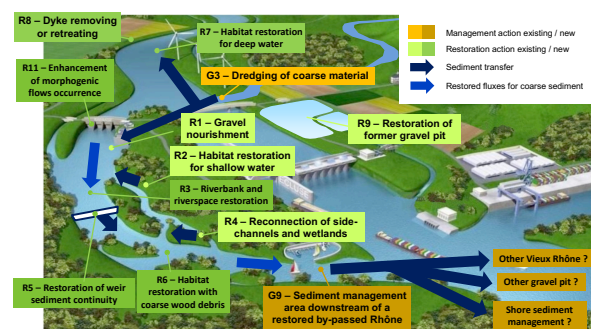 R8 – Dyke removing
or retreating
R7 – Habitat restoration
for deep water
Management action existing / new
Restoration action existing / new
Sediment transfer
Restored fluxes for coarse sediment
R11 – Enhancement
of morphogenic
flows occurrence
G3 – Dredging of coarse material
R1 – Gravel
nourishment
R9 – Restoration of
former gravel pit
R2 – Habitat restoration
for shallow water
R3 – Riverbank and
riverspace restoration
R4 – Reconnection of side-
channels and wetlands
R5 – Restoration of weir
sediment continuity
R6 – Habitat
restoration with
coarse wood debris
G9 – Sediment management
area downstream of a
restored by-passed Rhône
Other Vieux Rhône ?
Other gravel pit ?
Shore sediment
management ?